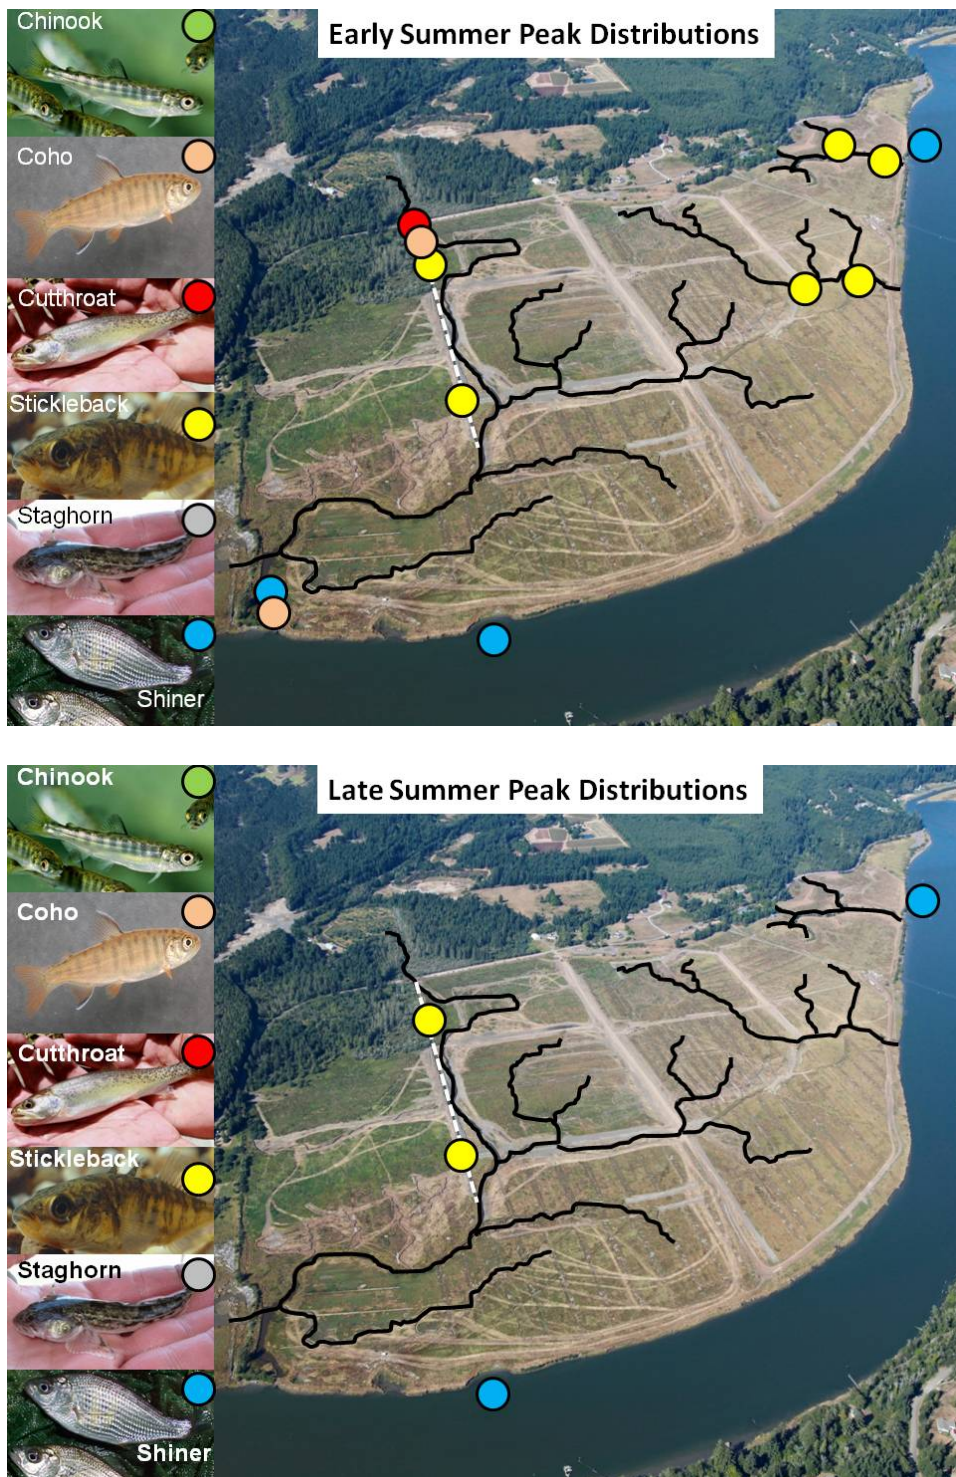 Chinook
Early Summer Peak Distributions
Coho
Cutthroat
Stickleback
Staghorn
Shiner
Chinook
Late Summer Peak Distributions
Coho
Cutthroat
Stickleback
Staghorn
Shiner